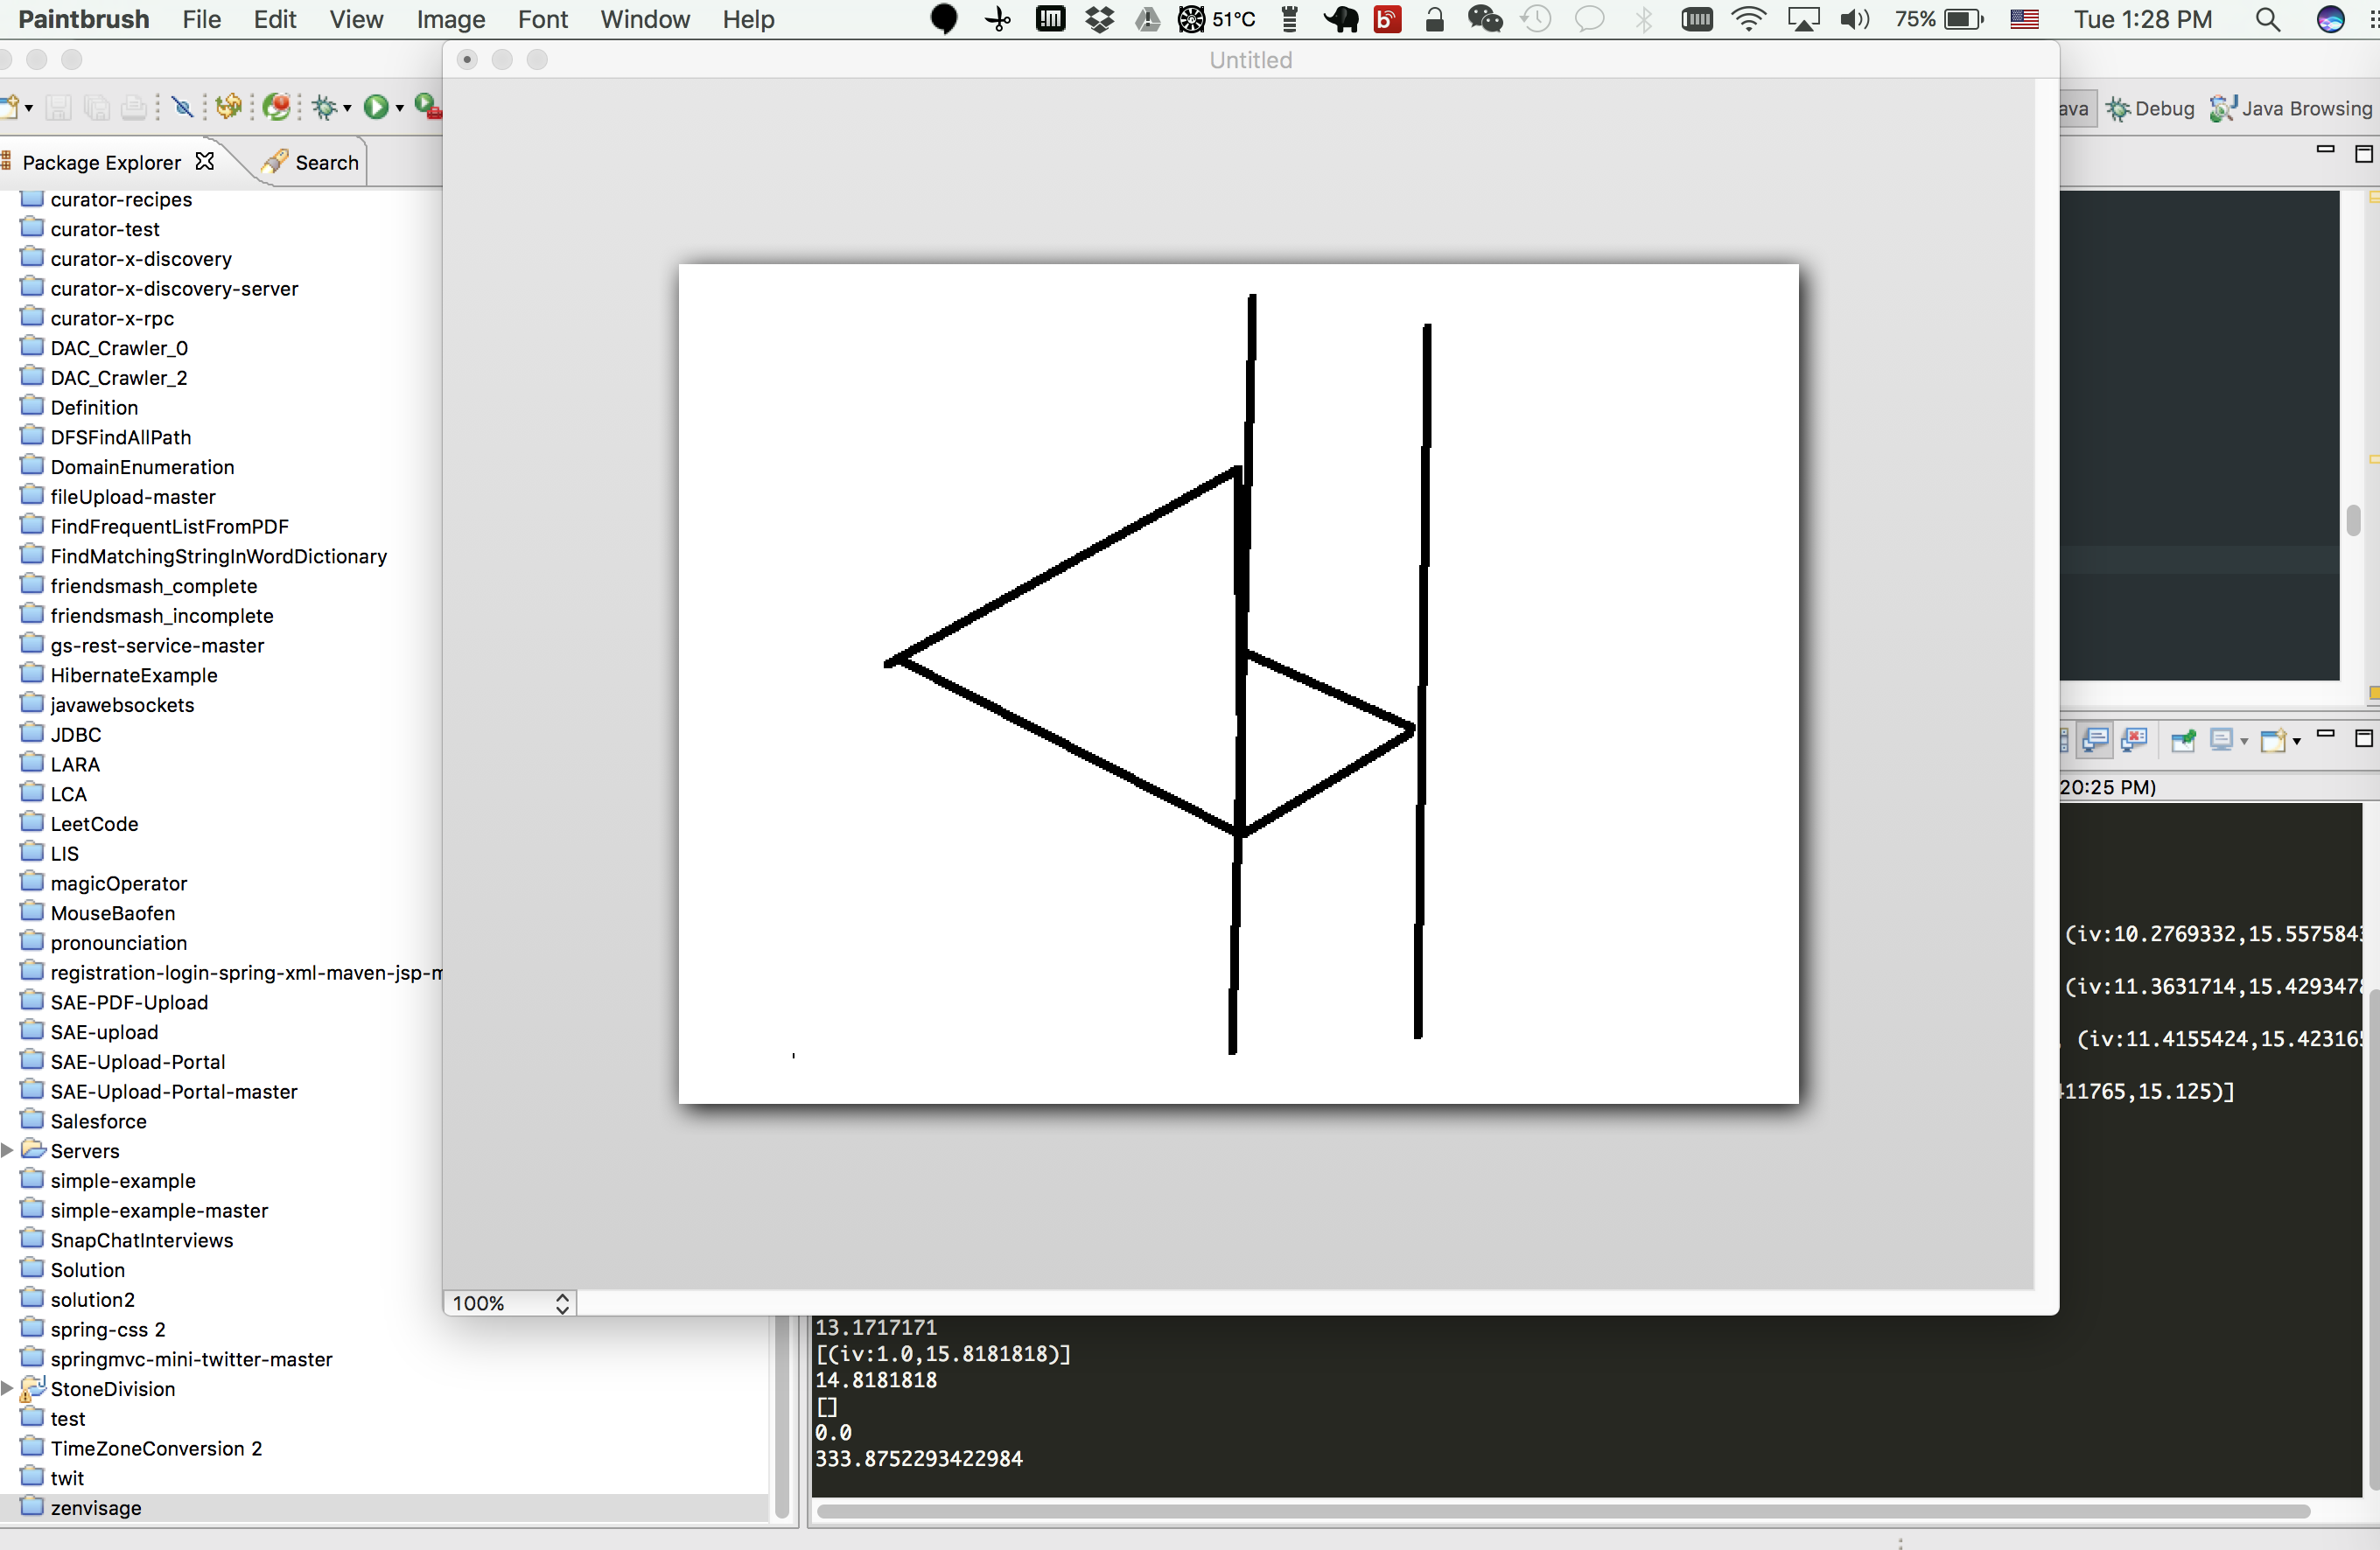 Paintbrush File Edit View Image Font Window Help 51°C 75% Tue 1:28 PM
Untitled
ava Debug Java Browsing
Package Explorer Search
curator-recipes
curator-test
curator-x-discovery
curator-x-discovery-server
curator-x-rpc
DAC_Crawler_0
DAC_Crawler_2
Definition
DFSFindAllPath
DomainEnumeration
fileUpload-master
FindFrequentListFromPDF
FindMatchingStringInWordDictionary
friendsmash_complete
friendsmash_incomplete
gs-rest-service-master
HibernateExample
javawebsockets
JDBC
LARA
LCA
LeetCode
LIS
magicOperator
MouseBaofen
pronounciation
registration-login-spring-xml-maven-jsp-m
SAE-PDF-Upload
SAE-upload
SAE-Upload-Portal
SAE-Upload-Portal-master
Salesforce
Servers
simple-example
simple-example-master
SnapChatInterviews
Solution
solution2
spring-css 2
springmvc-mini-twitter-master
StoneDivision
test
TimeZoneConversion 2
twit
zenvisage
20:25 PM)
(iv:10.2769332,15.5575843
(iv:11.3631714,15.4293478
, (iv:11.4155424,15.423165
411765,15.125)]
100%
13.1717171
[(iv:1.0,15.8181818)]
14.8181818
[]
0.0
333.8752293422984